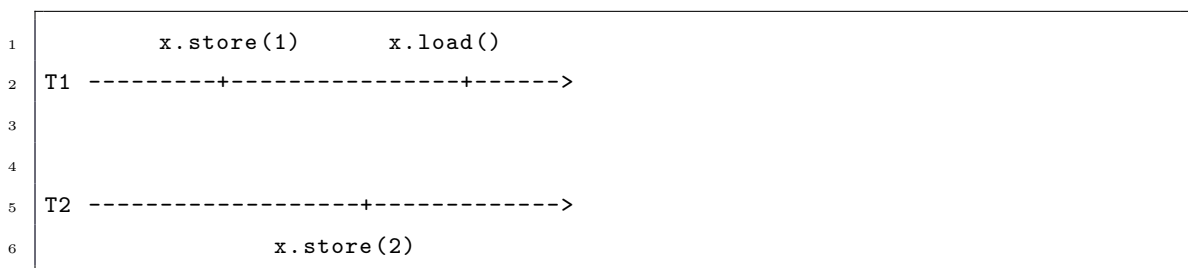 1 x.store(1) x.load()
2 T1 ---------+----------------+------>
3
4
5 T2 -------------------+------------->
6 x.store(2)